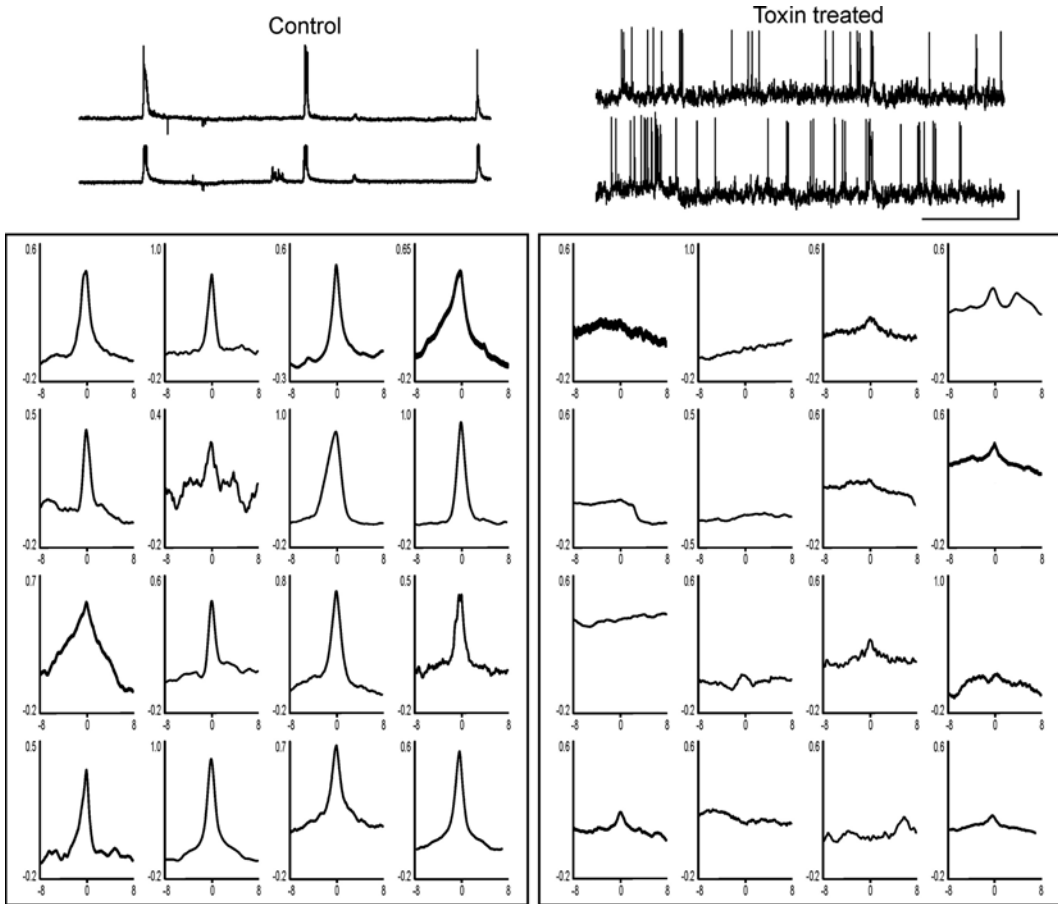 Control
Toxin treated
0.6 1.0 0.6 0.65 0.6 1.0 0.6 0.6
-0.2 -0.2 -0.3 -0.2 -0.2 -0.3 -0.2 -0.2
-8 0 8 -8 0 8 -8 0 8 -8 0 8 -8 0 8 -8 0 8 -8 0 8 -8 0 8
0.5 0.4 1.0 1.0 0.6 1.0 0.6 0.6
-0.2 -0.2 -0.2 -0.2 -0.2 -0.5 -0.2 -0.2
-8 0 8 -8 0 8 -8 0 8 -8 0 8 -8 0 8 -8 0 8 -8 0 8 -8 0 8
0.7 0.6 0.8 0.5 0.6 0.6 0.6 1.0
-0.2 -0.2 -0.2 -0.2 -0.2 -0.2 -0.2 -0.2
-8 0 8 -8 0 8 -8 0 8 -8 0 8 -8 0 8 -8 0 8 -8 0 8 -8 0 8
0.5 1.0 0.7 0.6 0.6 0.6 0.6 0.6
-0.2 -0.2 -0.2 -0.2 -0.2 -0.2 -0.2 -0.2
-8 0 8 -8 0 8 -8 0 8 -8 0 8 -8 0 8 -8 0 8 -8 0 8 -8 0 8